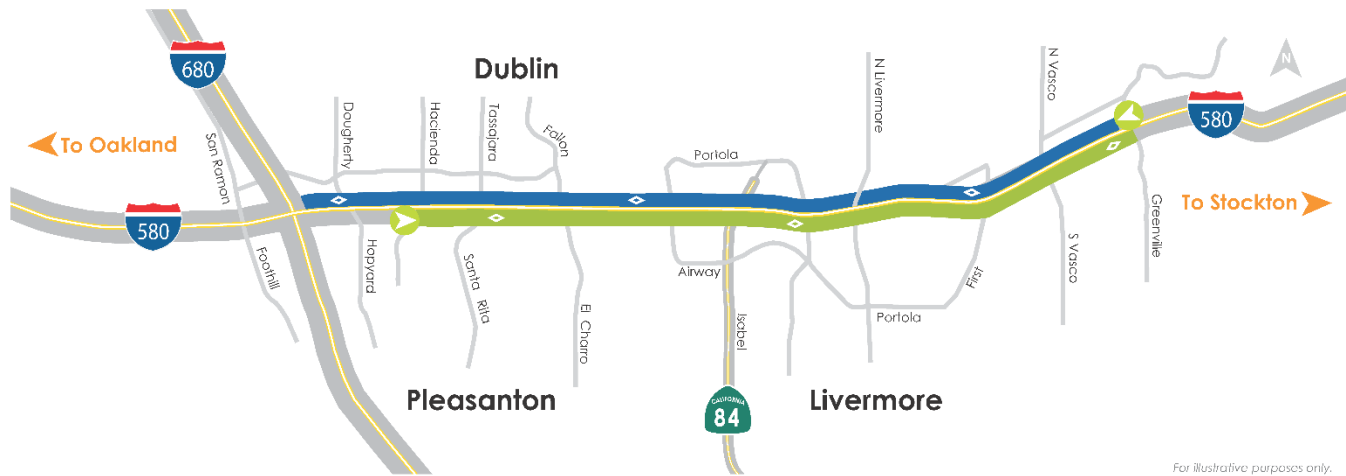 680
Dublin
To Oakland
San Ramon
Dougherty
Hacienda
Tassajara
Fallon
Portola
N Livermore
N Vasco
N
580
580
To Stockton
Foothill
Hopyard
Santa Rita
El Charro
Airway
Isabel
First
Portola
S Vasco
Greenville
Pleasanton
CALIFORNIA
84
Livermore
For illustrative purposes only.